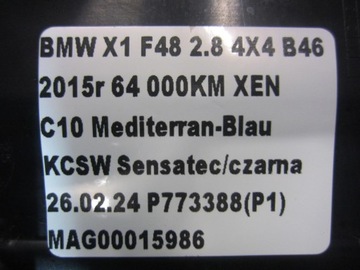 BMW X1 F48 2.8 4X4 B46
2015r 64 000KM XEN
C10 Mediterran-Blau
KCSW Sensatec/czarna
26.02.24 P773388(P1)
MAG00015986